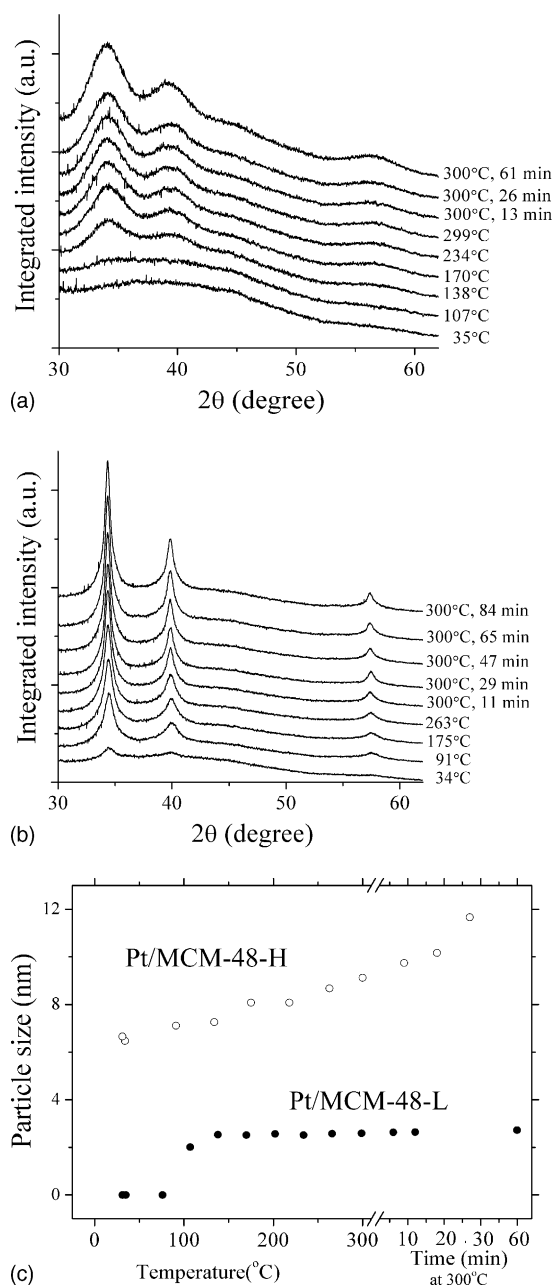 Integrated intensity (a.u.)
300°C, 61 min
300°C, 26 min
300°C, 13 min
299°C
234°C
170°C
138°C
107°C
35°C
30 40 50 60
2θ (degree)
(a)
Integrated intensity (a.u.)
300°C, 84 min
300°C, 65 min
300°C, 47 min
300°C, 29 min
300°C, 11 min
263°C
175°C
91°C
34°C
30 40 50 60
2θ (degree)
(b)
Particle size (nm)
12
8
4
0
Pt/MCM-48-H
Pt/MCM-48-L
0 50 100 150 200 250 300 10 20 30 60
Temperature(°C)
Time (min)
at 300°C
(c)